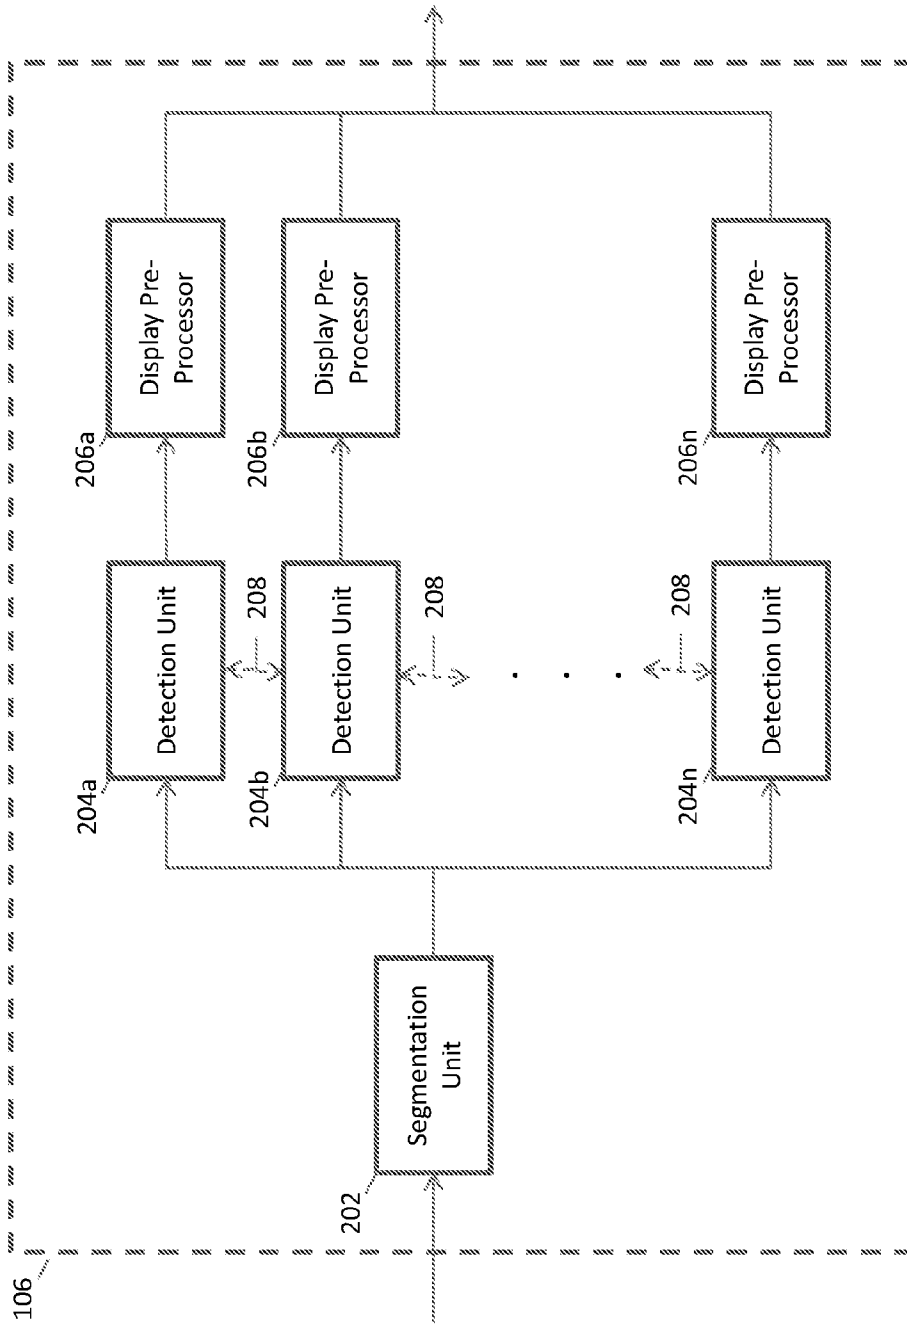 106
202
Segmentation
Unit
204a
Detection Unit
208
204b
Detection Unit
208
. . .
208
204n
Detection Unit
206a
Display Pre-
Processor
206b
Display Pre-
Processor
206n
Display Pre-
Processor